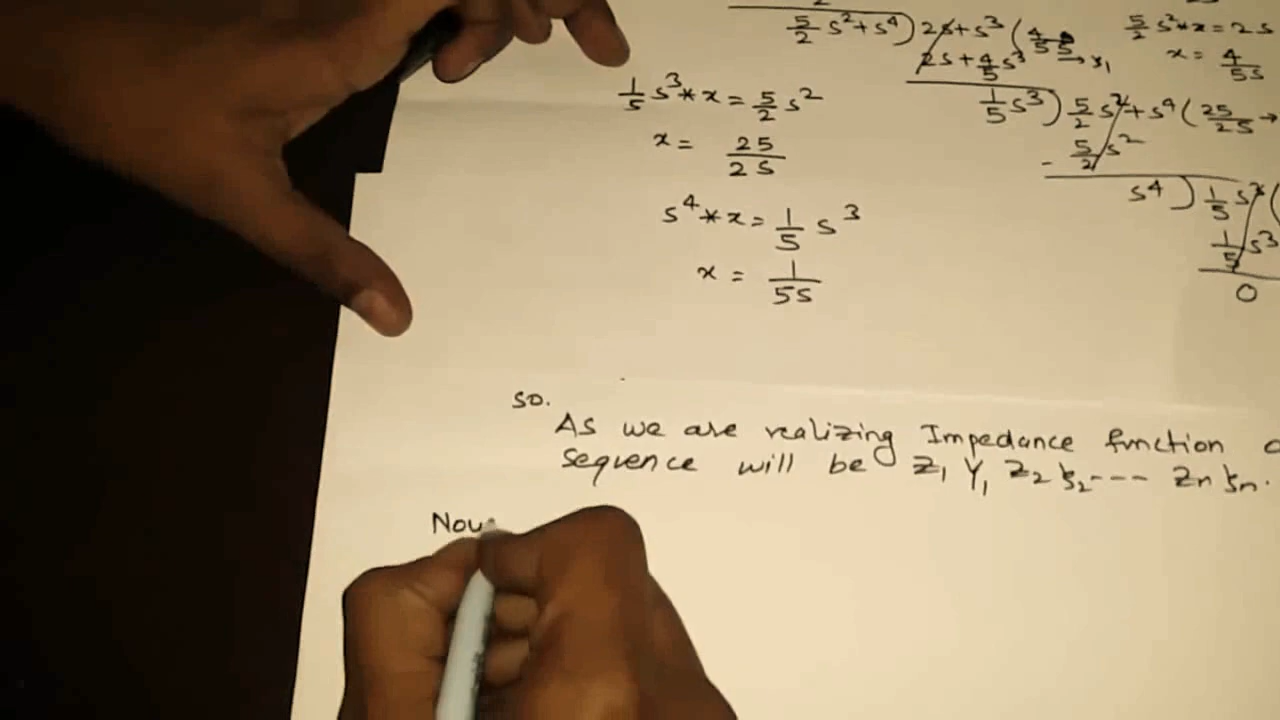 5/2 s² + s⁴ ) 2s + s³ ( 4/5s → Y₁
2s + 4/5 s³
5/2 s² * x = 2s
x = 4/5s
1/5 s³ ) 5/2 s² + s⁴ ( 25/2s →
- 5/2 s²
s⁴ ) 1/5 s³ (
1/5 s³
0
1/5 s³ * x = 5/2 s²
x = 25/2s
s⁴ * x = 1/5 s³
x = 1/5s
so.
As we are realizing Impedance function
sequence will be Z₁ Y₁ Z₂ Y₂ --- Zn Yn.
Now